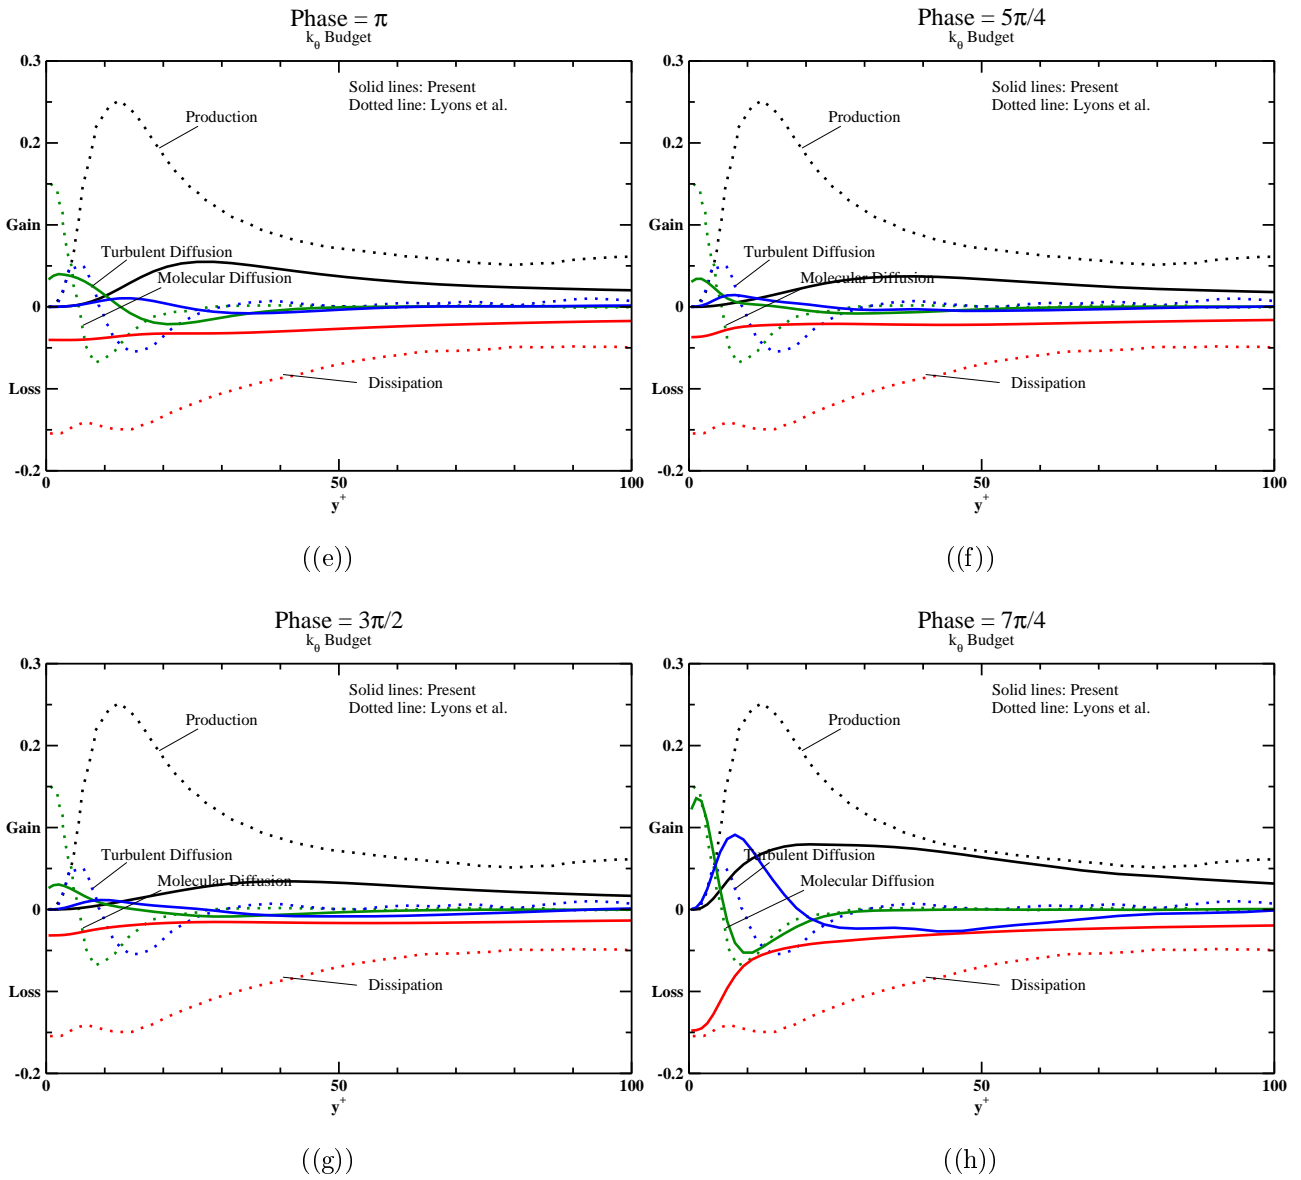 Phase = π
k_θ Budget
0.3
Solid lines: Present
Dotted line: Lyons et al.
Production
0.2
Gain
Turbulent Diffusion
Molecular Diffusion
0
Dissipation
Loss
-0.2
0
50
100
y^+
((e))
Phase = 5π/4
k_θ Budget
0.3
Solid lines: Present
Dotted line: Lyons et al.
Production
0.2
Gain
Turbulent Diffusion
Molecular Diffusion
0
Dissipation
Loss
-0.2
0
50
100
y^+
((f))
Phase = 3π/2
k_θ Budget
0.3
Solid lines: Present
Dotted line: Lyons et al.
Production
0.2
Gain
Turbulent Diffusion
Molecular Diffusion
0
Dissipation
Loss
-0.2
0
50
100
y^+
((g))
Phase = 7π/4
k_θ Budget
0.3
Solid lines: Present
Dotted line: Lyons et al.
Production
0.2
Gain
Turbulent Diffusion
Molecular Diffusion
0
Dissipation
Loss
-0.2
0
50
100
y^+
((h))